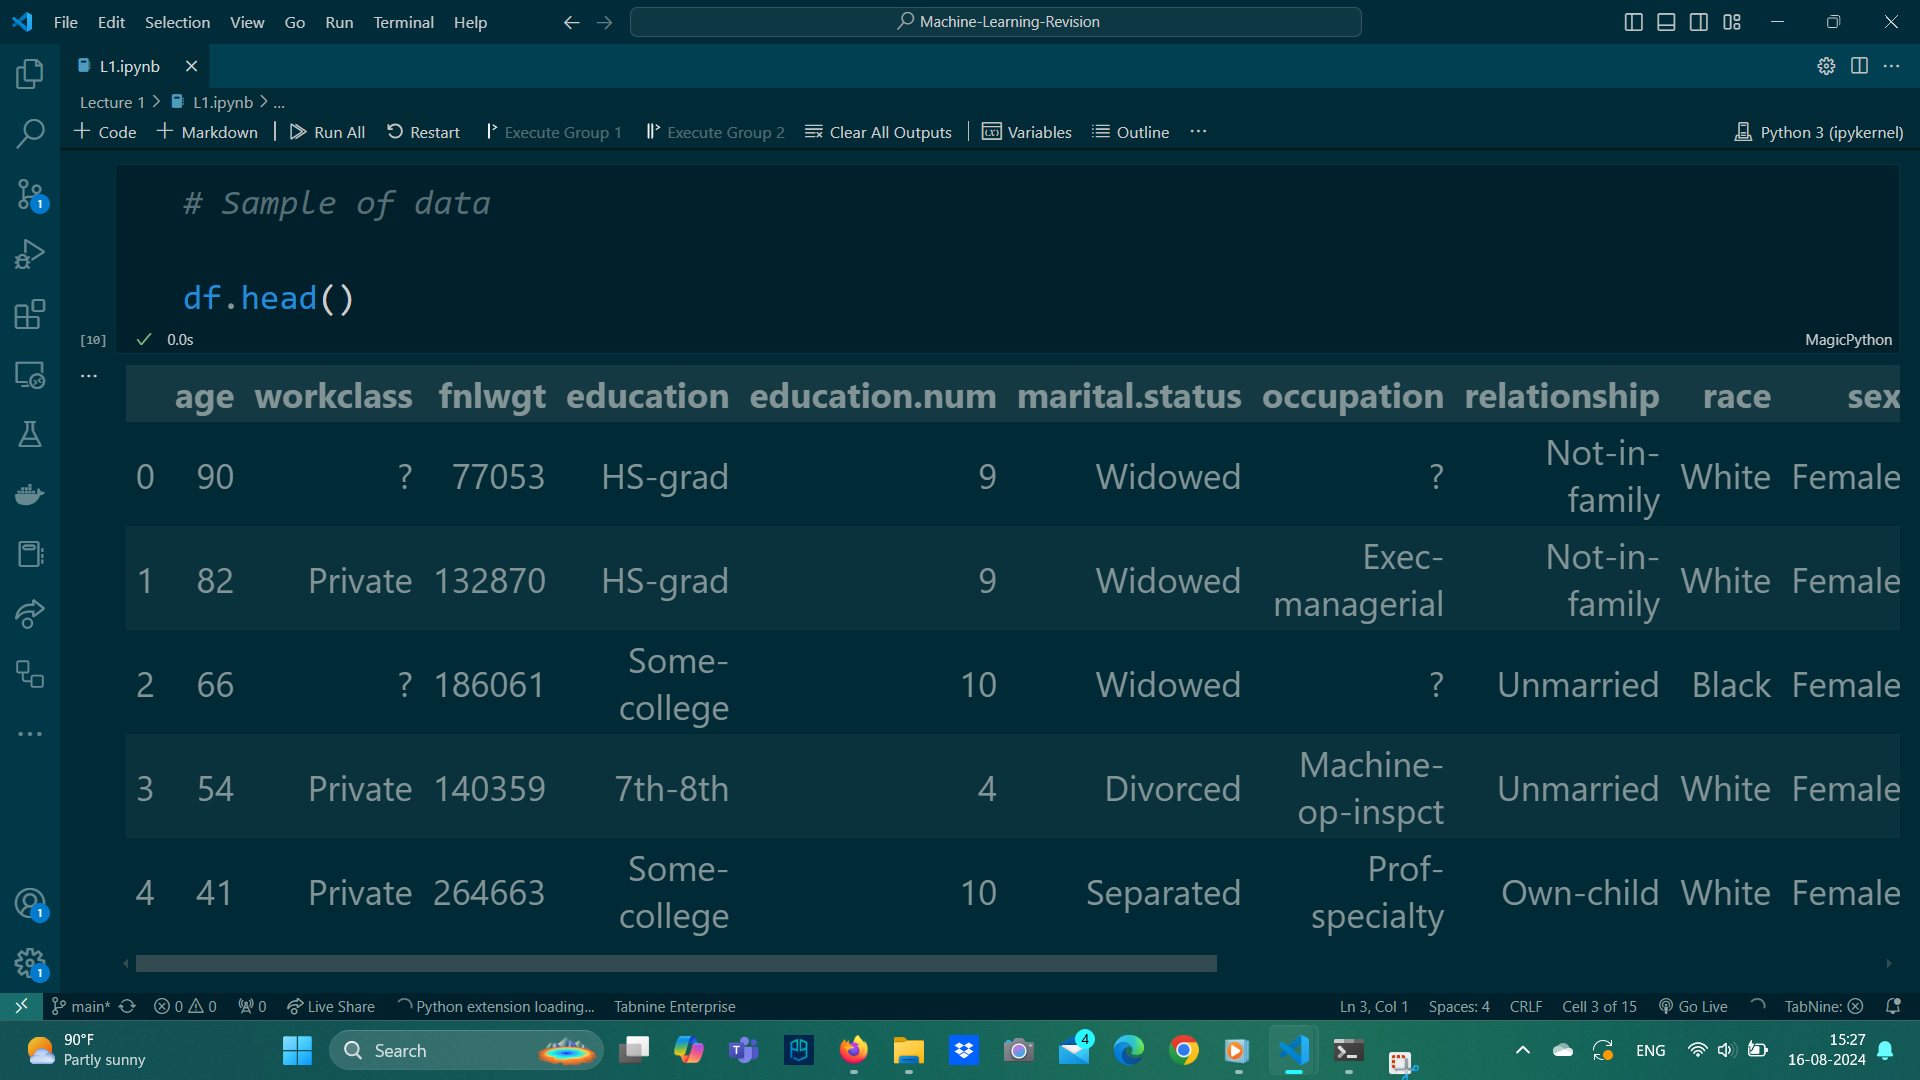 File Edit Selection View Go Run Terminal Help
Machine-Learning-Revision
L1.ipynb
Lecture 1 > L1.ipynb > ...
+ Code + Markdown | Run All Restart Execute Group 1 Execute Group 2 Clear All Outputs | Variables Outline ... Python 3 (ipykernel)
# Sample of data
df.head()
[10] 0.0s MagicPython
...
age workclass fnlwgt education education.num marital.status occupation relationship race sex
0 90 ? 77053 HS-grad 9 Widowed ? Not-in-family White Female
1 82 Private 132870 HS-grad 9 Widowed Exec-managerial Not-in-family White Female
2 66 ? 186061 Some-college 10 Widowed ? Unmarried Black Female
3 54 Private 140359 7th-8th 4 Divorced Machine-op-inspct Unmarried White Female
4 41 Private 264663 Some-college 10 Separated Prof-specialty Own-child White Female
1
1
1
main* 0 0 0 Live Share Python extension loading... Tabnine Enterprise Ln 3, Col 1 Spaces: 4 CRLF Cell 3 of 15 Go Live TabNine:
90°F
Partly sunny
Search
4
ENG
15:27
16-08-2024